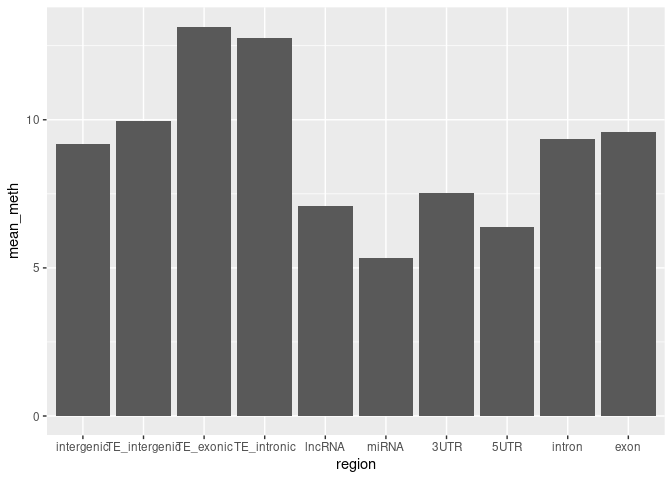 mean_meth
10
5
0
intergenic TE_intergenic TE_exonic TE_intronic lncRNA miRNA 3UTR 5UTR intron exon
region